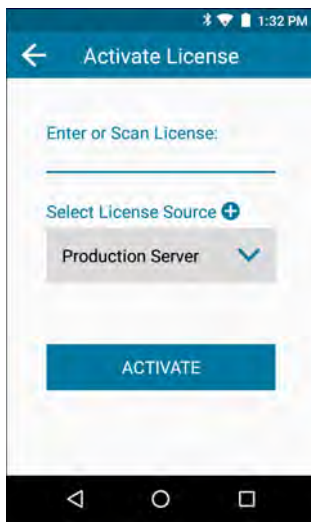 1:32 PM
Activate License
Enter or Scan License:
Select License Source
Production Server
ACTIVATE